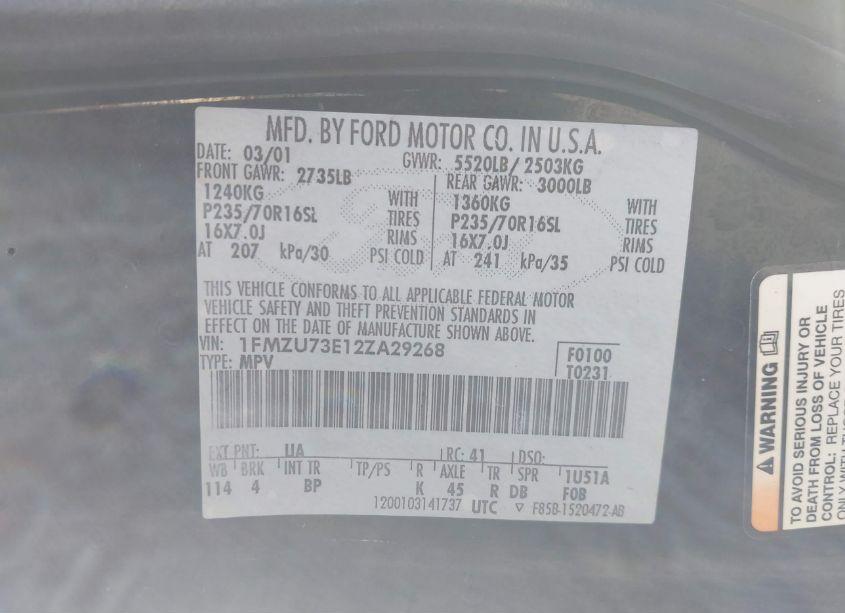 MFD. BY FORD MOTOR CO. IN U.S.A.
DATE: 03/01 GVWR: 5520LB/ 2503KG
FRONT GAWR: 2735LB REAR GAWR: 3000LB
1240KG WITH 1360KG WITH
P235/70R16SL TIRES P235/70R16SL TIRES
16X7.0J RIMS 16X7.0J RIMS
AT 207 kPa/30 PSI COLD AT 241 kPa/35 PSI COLD
THIS VEHICLE CONFORMS TO ALL APPLICABLE FEDERAL MOTOR
VEHICLE SAFETY AND THEFT PREVENTION STANDARDS IN
EFFECT ON THE DATE OF MANUFACTURE SHOWN ABOVE.
VIN: 1FMZU73E12ZA29268 F0100
TYPE: MPV T0231
EXT PNT: UA RC: 41 DSO:
WB BRK INT TR TP/PS R AXLE TR SPR 1U51A
114 4 BP K 45 R DB FOB
1200103141737 UTC ▽ F85B-1520472-AB
⚠ WARNING
TO AVOID SERIOUS INJURY OR
DEATH FROM LOSS OF VEHICLE
CONTROL: REPLACE YOUR TIRES
ONLY WITH